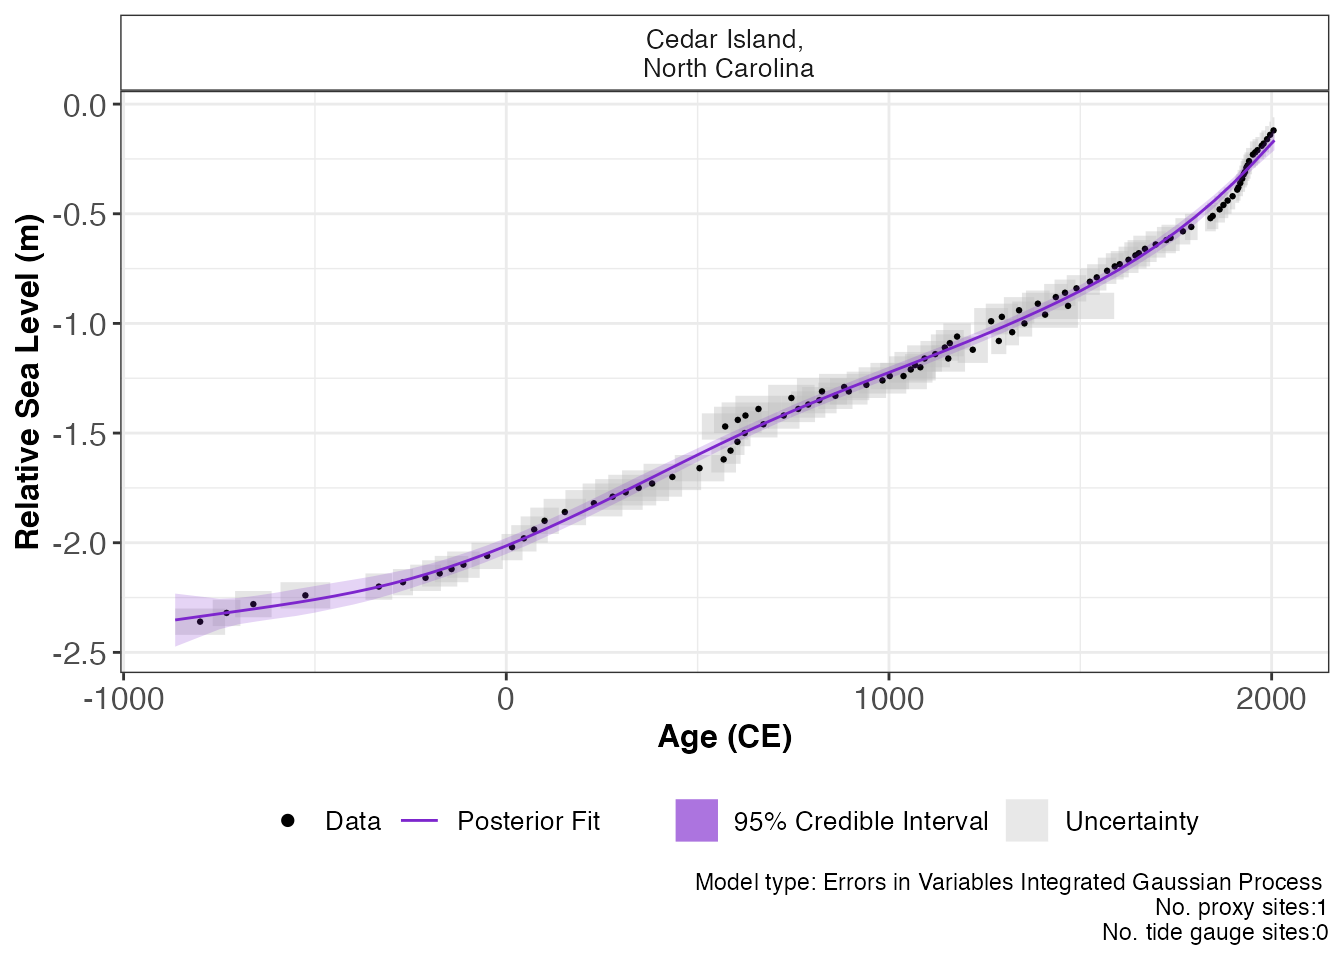 Cedar Island,
North Carolina
0.0
-0.5
-1.0
-1.5
-2.0
-2.5
Relative Sea Level (m)
-1000 0 1000 2000
Age (CE)
Data Posterior Fit 95% Credible Interval Uncertainty
Model type: Errors in Variables Integrated Gaussian Process
No. proxy sites:1
No. tide gauge sites:0